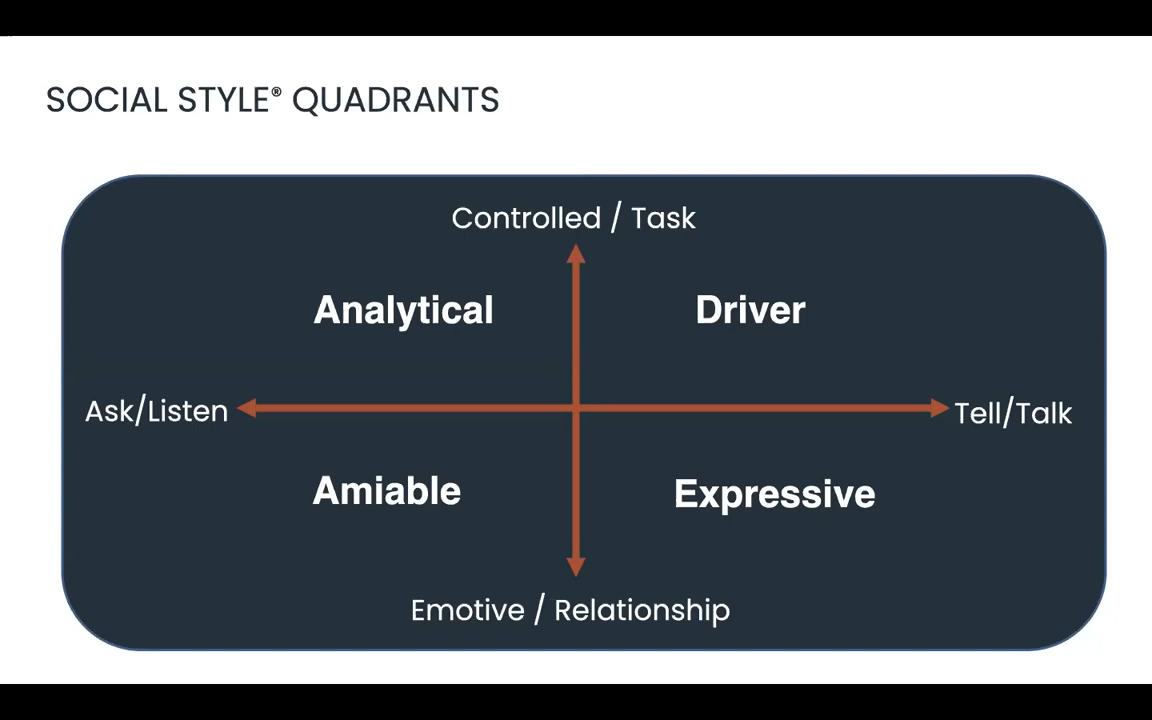 SOCIAL STYLE® QUADRANTS
Controlled / Task
Analytical
Driver
Ask/Listen
Tell/Talk
Amiable
Expressive
Emotive / Relationship